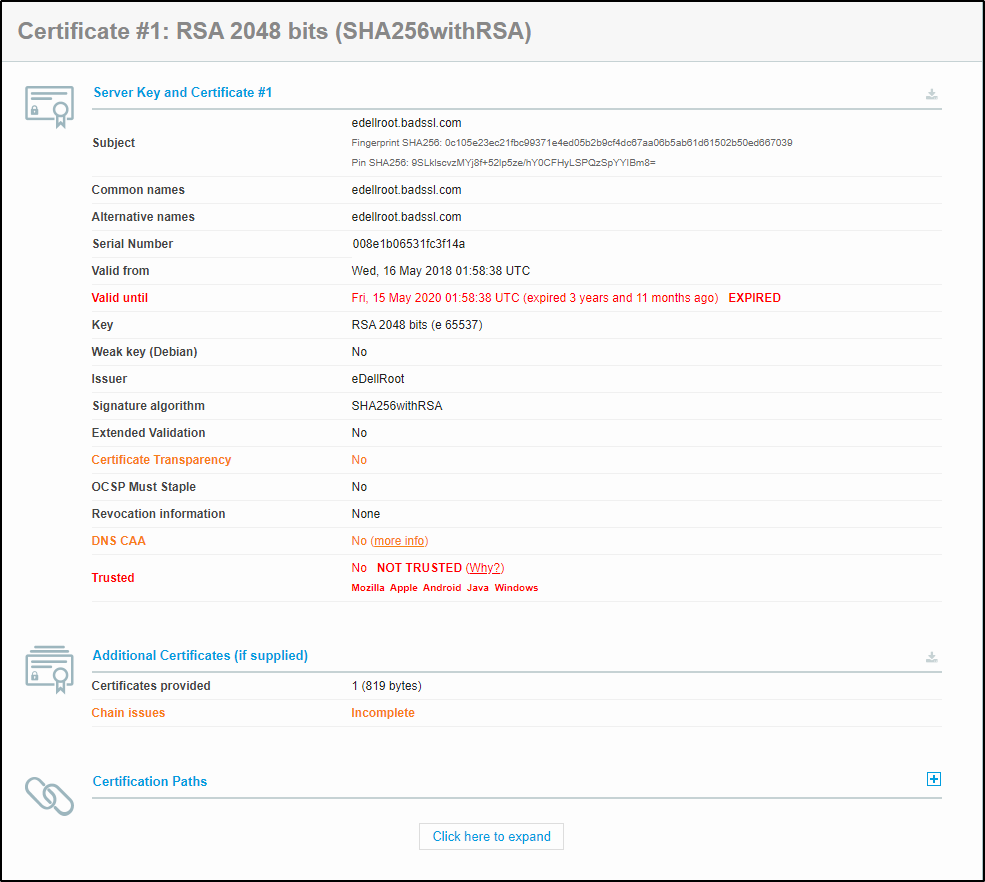 Certificate #1: RSA 2048 bits (SHA256withRSA)
Server Key and Certificate #1
Subject
edellroot.badssl.com
Fingerprint SHA256: 0c105e23ec21fbc99371e4ed05b2b9cf4dc67aa06b5ab61d61502b50ed667039
Pin SHA256: 9SLklscvzMYj8f+52lp5ze/hY0CFHyLSPQzSpYYIBm8=
Common names edellroot.badssl.com
Alternative names edellroot.badssl.com
Serial Number 008e1b06531fc3f14a
Valid from Wed, 16 May 2018 01:58:38 UTC
Valid until Fri, 15 May 2020 01:58:38 UTC (expired 3 years and 11 months ago) EXPIRED
Key RSA 2048 bits (e 65537)
Weak key (Debian) No
Issuer eDellRoot
Signature algorithm SHA256withRSA
Extended Validation No
Certificate Transparency No
OCSP Must Staple No
Revocation information None
DNS CAA No (more info)
Trusted No NOT TRUSTED (Why?)
Mozilla Apple Android Java Windows
Additional Certificates (if supplied)
Certificates provided 1 (819 bytes)
Chain issues Incomplete
Certification Paths
Click here to expand